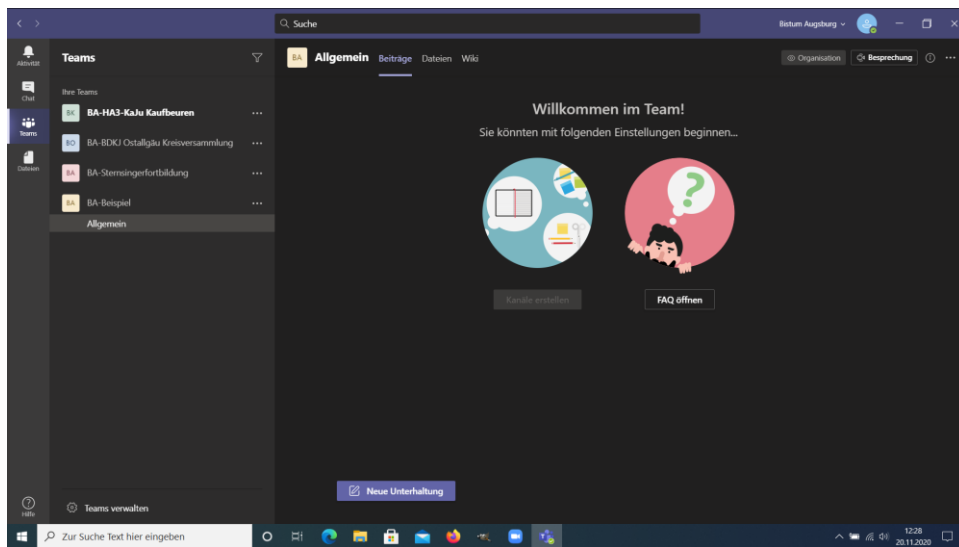 Suche
Bistum Augsburg
Aktivität
Chat
Teams
Dateien
Hilfe
Teams
Ihre Teams
BK BA-HA3-KaJu Kaufbeuren
BO BA-BDKJ Ostallgäu Kreisversammlung
BA BA-Sternsingerfortbildung
BA BA-Beispiel
Allgemein
Teams verwalten
BA Allgemein Beiträge Dateien Wiki
Organisation Besprechung
Willkommen im Team!
Sie könnten mit folgenden Einstellungen beginnen...
Kanäle erstellen FAQ öffnen
Neue Unterhaltung
Zur Suche Text hier eingeben
12:28
20.11.2020